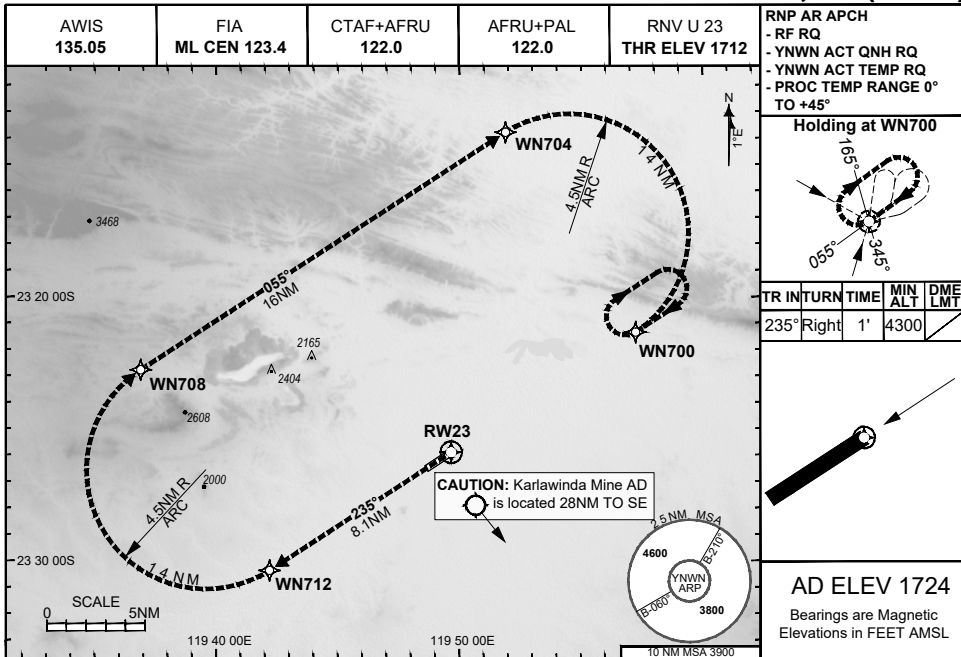 AWIS
135.05
FIA
ML CEN 123.4
CTAF+AFRU
122.0
AFRU+PAL
122.0
RNV U 23
THR ELEV 1712
RNP AR APCH
- RF RQ
- YNWN ACT QNH RQ
- YNWN ACT TEMP RQ
- PROC TEMP RANGE 0°
TO +45°
Holding at WN700
165°
055°
345°
TR IN TURN TIME MIN ALT DME LMT
235° Right 1' 4300
AD ELEV 1724
Bearings are Magnetic
Elevations in FEET AMSL
N
1°E
WN704
14NM
4.5NM R
ARC
3468
055°
16NM
23 20 00S
WN700
2165
2404
WN708
2608
RW23
2000
4.5NM R
ARC
235°
8.1NM
CAUTION: Karlawinda Mine AD
is located 28NM TO SE
23 30 00S
14NM
WN712
25NM MSA
4600
B-210°
YNWN
ARP
B-060°
3800
10 NM MSA 3900
SCALE
0 5NM
119 40 00E
119 50 00E